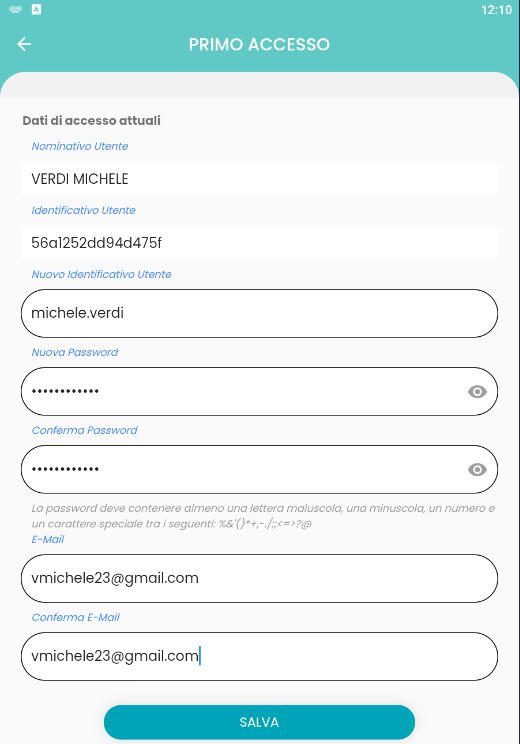 12:10
PRIMO ACCESSO
Dati di accesso attuali
Nominativo Utente
VERDI MICHELE
Identificativo Utente
56a1252dd94d475f
Nuovo Identificativo Utente
michele.verdi
Nuova Password
••••••••••••
Conferma Password
••••••••••••
La password deve contenere almeno una lettera maiuscola, una minuscola, un numero e
un carattere speciale tra i seguenti: %&'()*+,-./:;<=>?@
E-Mail
vmichele23@gmail.com
Conferma E-Mail
vmichele23@gmail.com
SALVA